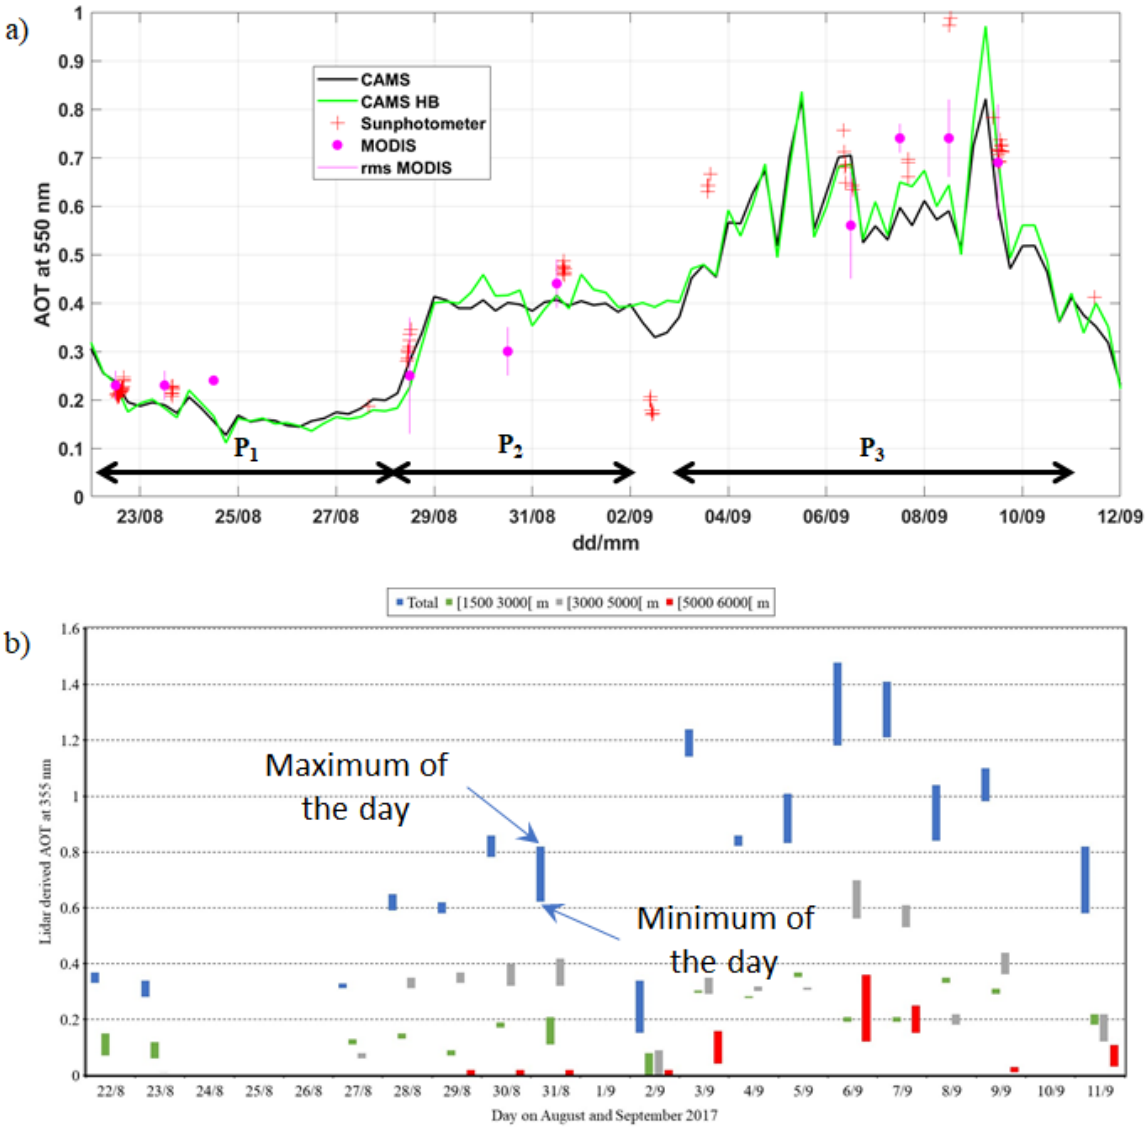 a)
1
0.9
0.8
0.7
0.6
0.5
0.4
0.3
0.2
0.1
0
AOT at 550 nm
CAMS
CAMS HB
Sunphotometer
MODIS
rms MODIS
P1
P2
P3
23/08 25/08 27/08 29/08 31/08 02/09 04/09 06/09 08/09 10/09 12/09
dd/mm
b)
Total [1500 3000[ m [3000 5000[ m [5000 6000[ m
1.6
1.4
1.2
1
0.8
0.6
0.4
0.2
0
Lidar derived AOT at 355 nm
Maximum of
the day
Minimum of
the day
22/8 23/8 24/8 25/8 26/8 27/8 28/8 29/8 30/8 31/8 1/9 2/9 3/9 4/9 5/9 6/9 7/9 8/9 9/9 10/9 11/9
Day on August and September 2017